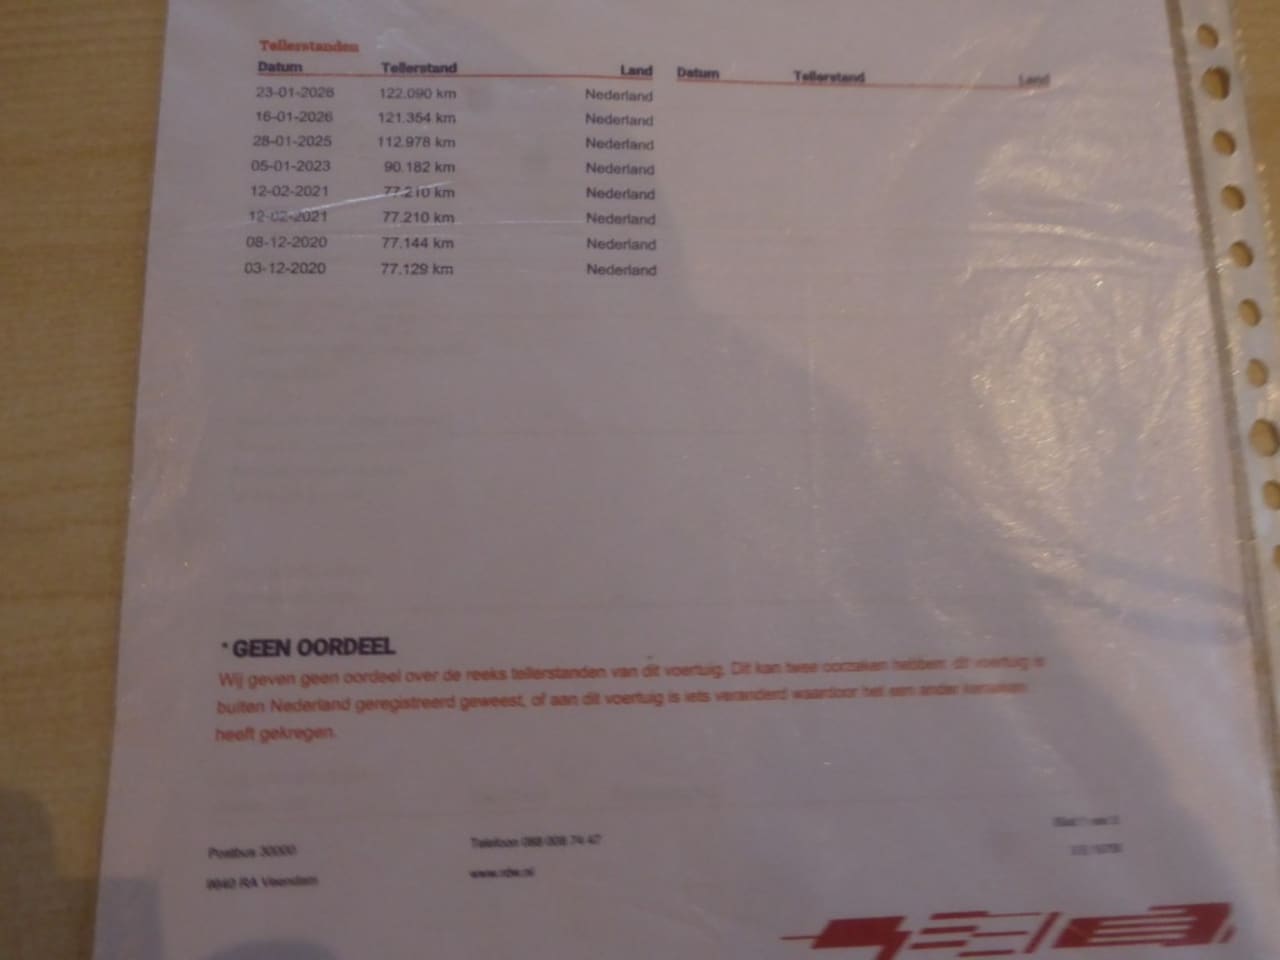 Tellerstanden
Datum Tellerstand Land Datum Tellerstand Land
23-01-2026 122.090 km Nederland
16-01-2026 121.354 km Nederland
28-01-2025 112.978 km Nederland
05-01-2023 90.182 km Nederland
12-02-2021 77.210 km Nederland
12-02-2021 77.210 km Nederland
08-12-2020 77.144 km Nederland
03-12-2020 77.129 km Nederland
* GEEN OORDEEL
Wij geven geen oordeel over de reeks tellerstanden van dit voertuig. Dit kan twee oorzaken hebben: dit voertuig is
buiten Nederland geregistreerd geweest, of aan dit voertuig is iets veranderd waardoor het een ander kenteken
heeft gekregen.
Postbus 30000 Telefoon 088 008 74 47
9640 RA Veendam www.rdw.nl